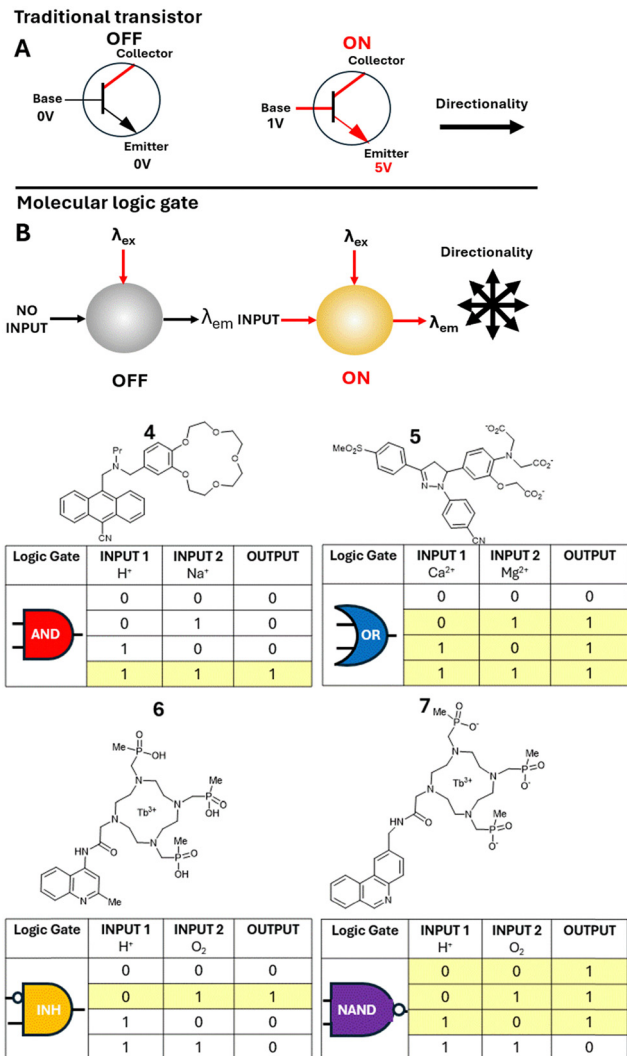 Traditional transistor
A
OFF
Collector
Base
0V
Emitter
0V
ON
Collector
Base
1V
Emitter
5V
Directionality
Molecular logic gate
B
λex
NO
INPUT
λem
OFF
λex
INPUT
λem
ON
Directionality
4
Pr
N
O
O
O
O
O
CN
5
MeO2S
N
N
CN
N
O
-O2C
CO2-
CO2-
Logic Gate INPUT 1 INPUT 2 OUTPUT
H+ Na+
AND
0 0 0
0 1 0
1 0 0
1 1 1
Logic Gate INPUT 1 INPUT 2 OUTPUT
Ca2+ Mg2+
OR
0 0 0
0 1 1
1 0 1
1 1 1
6
O
Me P OH
N
N
N
N
Tb3+
Me
P O
OH
Me O
P
OH
NH
O
N
Me
7
O
Me P O-
N
N
N
N
Tb3+
Me
P O
O-
Me O
P
O-
HN
O
N
Logic Gate INPUT 1 INPUT 2 OUTPUT
H+ O2
INH
0 0 0
0 1 1
1 0 0
1 1 0
Logic Gate INPUT 1 INPUT 2 OUTPUT
H+ O2
NAND
0 0 1
0 1 1
1 0 1
1 1 0